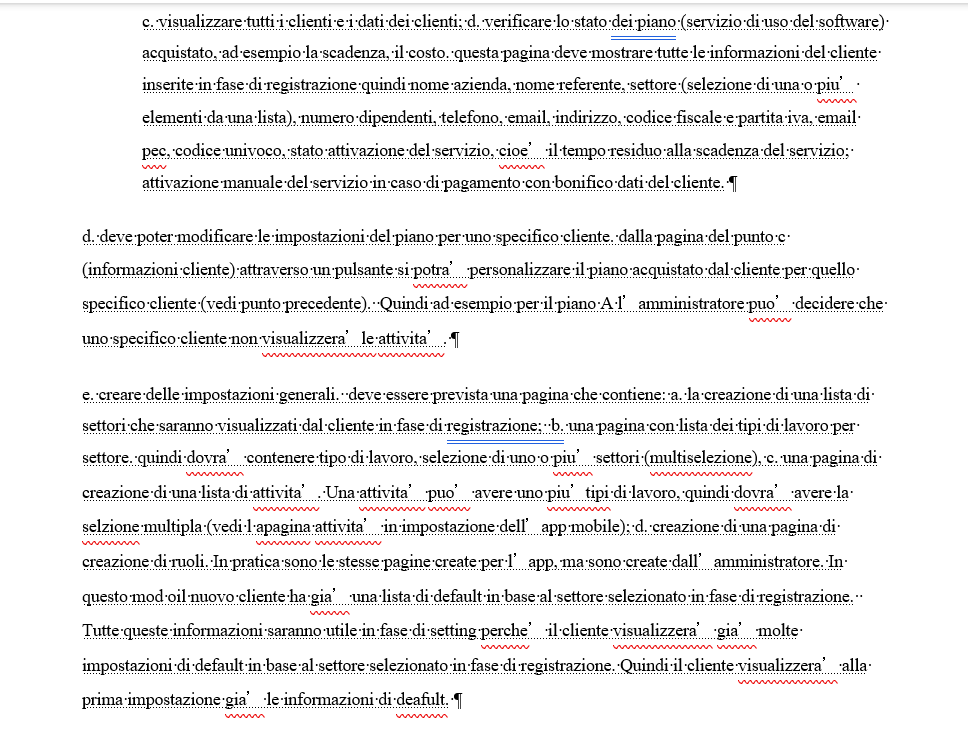 c. visualizzare tutti i clienti e i dati dei clienti; d. verificare lo stato dei piano (servizio di uso del software)
acquistato, ad esempio la scadenza, il costo. questa pagina deve mostrare tutte le informazioni del cliente
inserite in fase di registrazione quindi nome azienda, nome referente, settore (selezione di una o piu’
elementi da una lista), numero dipendenti, telefono, email, indirizzo, codice fiscale e partita iva, email
pec, codice univoco, stato attivazione del servizio, cioe’ il tempo residuo alla scadenza del servizio;
attivazione manuale del servizio in caso di pagamento con bonifico dati del cliente. ¶
d. deve poter modificare le impostazioni del piano per uno specifico cliente. dalla pagina del punto c
(informazioni cliente) attraverso un pulsante si potra’ personalizzare il piano acquistato dal cliente per quello
specifico cliente (vedi punto precedente). Quindi ad esempio per il piano A l’ amministratore puo’ decidere che
uno specifico cliente non visualizzera’ le attivita’ . ¶
e. creare delle impostazioni generali. deve essere prevista una pagina che contiene: a. la creazione di una lista di
settori che saranno visualizzati dal cliente in fase di registrazione; b. una pagina con lista dei tipi di lavoro per
settore. quindi dovra’ contenere tipo di lavoro, selezione di uno o piu’ settori (multiselezione), c. una pagina di
creazione di una lista di attivita’ . Una attivita’ puo’ avere uno piu’ tipi di lavoro, quindi dovra’ avere la
selzione multipla (vedi l apagina attivita’ in impostazione dell’ app mobile); d. creazione di una pagina di
creazione di ruoli. In pratica sono le stesse pagine create per l’ app, ma sono create dall’ amministratore. In
questo mod oil nuovo cliente ha gia’ una lista di default in base al settore selezionato in fase di registrazione.
Tutte queste informazioni saranno utile in fase di setting perche’ il cliente visualizzera’ gia’ molte
impostazioni di default in base al settore selezionato in fase di registrazione. Quindi il cliente visualizzera’ alla
prima impostazione gia’ le informazioni di deafult. ¶